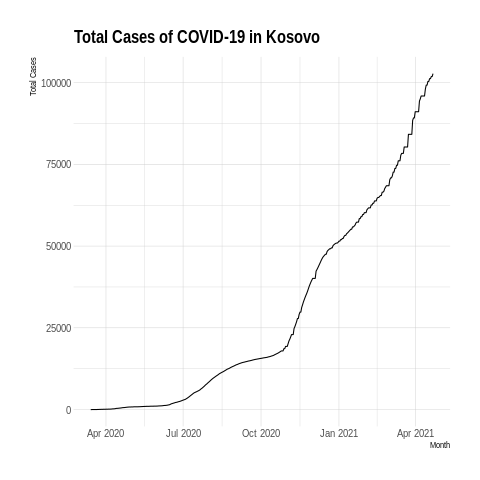 Total Cases of COVID-19 in Kosovo
Total Cases
100000
75000
50000
25000
0
Apr 2020 Jul 2020 Oct 2020 Jan 2021 Apr 2021
Month